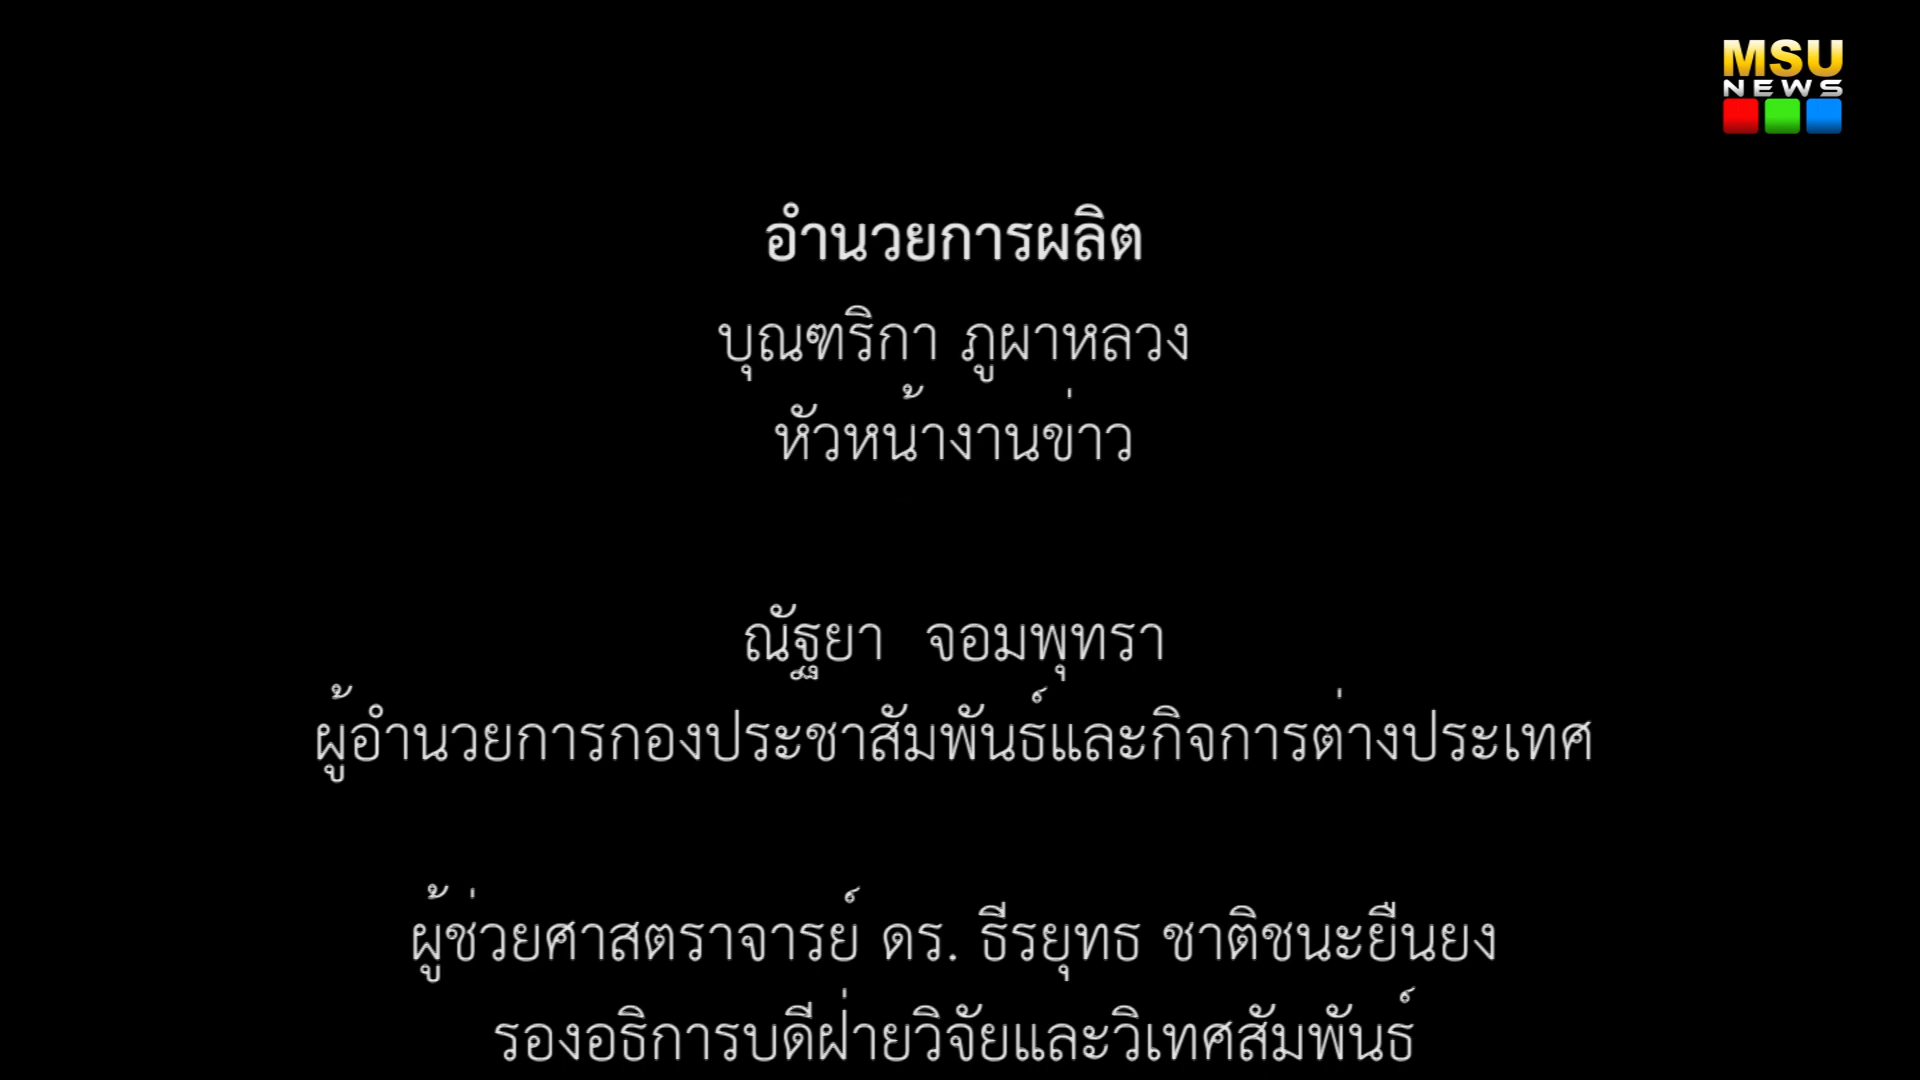 MSU
NEWS
อำนวยการผลิต
บุณฑริกา ภูผาหลวง
หัวหน้างานข่าว
ณัฐยา จอมพุทรา
ผู้อำนวยการกองประชาสัมพันธ์และกิจการต่างประเทศ
ผู้ช่วยศาสตราจารย์ ดร. ธีรยุทธ ชาติชนะยืนยง
รองอธิการบดีฝ่ายวิจัยและวิเทศสัมพันธ์